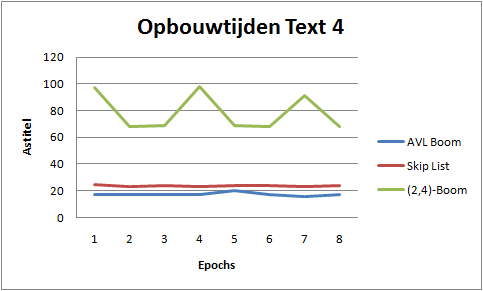 Opbouwtijden Text 4
120
100
80
60
40
20
0
Astitel
1 2 3 4 5 6 7 8
Epochs
AVL Boom
Skip List
(2,4)-Boom